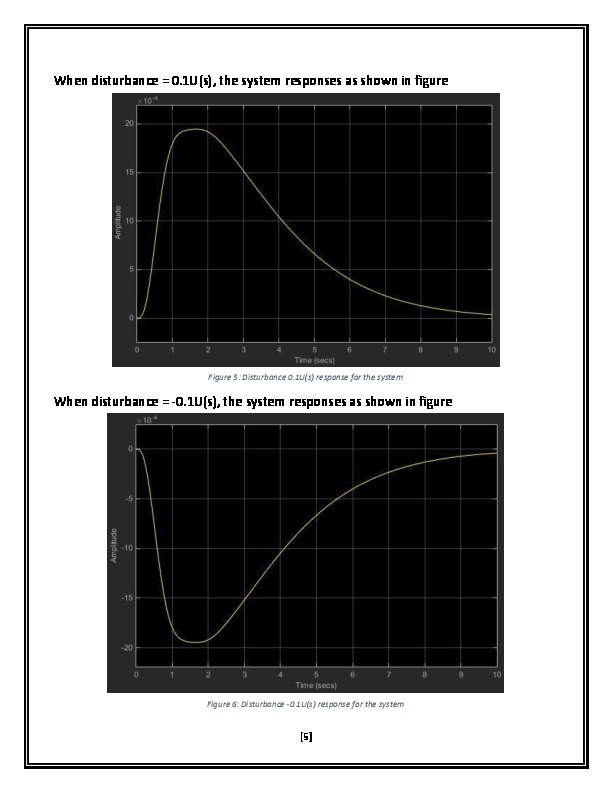 When disturbance = 0.1U(s), the system responses as shown in figure
×10⁻⁴
20
15
10
5
0
Amplitude
0 1 2 3 4 5 6 7 8 9 10
Time (secs)
Figure 5: Disturbance 0.1U(s) response for the system
When disturbance = -0.1U(s), the system responses as shown in figure
×10⁻⁴
0
-5
-10
-15
-20
Amplitude
0 1 2 3 4 5 6 7 8 9 10
Time (secs)
Figure 6: Disturbance -0.1U(s) response for the system
[5]